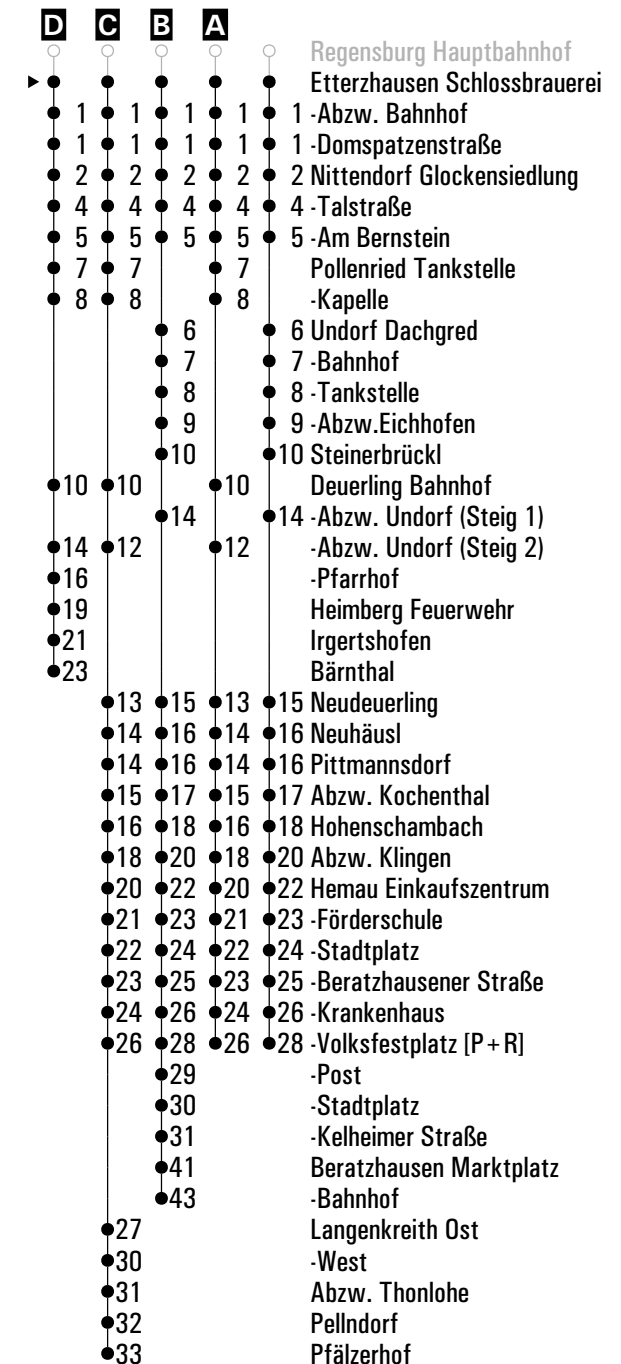 D C B A
Regensburg Hauptbahnhof
Etterzhausen Schlossbrauerei
1 1 1 1 1 -Abzw. Bahnhof
1 1 1 1 1 -Domspatzenstraße
2 2 2 2 2 Nittendorf Glockensiedlung
4 4 4 4 4 -Talstraße
5 5 5 5 5 -Am Bernstein
7 7 7 Pollenried Tankstelle
8 8 8 -Kapelle
6 6 Undorf Dachgred
7 7 -Bahnhof
8 8 -Tankstelle
9 9 -Abzw.Eichhofen
10 10 Steinerbrückl
10 10 10 Deuerling Bahnhof
14 14 -Abzw. Undorf (Steig 1)
14 12 12 -Abzw. Undorf (Steig 2)
16 -Pfarrhof
19 Heimberg Feuerwehr
21 Irgertshofen
23 Bärnthal
13 15 13 15 Neudeuerling
14 16 14 16 Neuhäusl
14 16 14 16 Pittmannsdorf
15 17 15 17 Abzw. Kochenthal
16 18 16 18 Hohenschambach
18 20 18 20 Abzw. Klingen
20 22 20 22 Hemau Einkaufszentrum
21 23 21 23 -Förderschule
22 24 22 24 -Stadtplatz
23 25 23 25 -Beratzhausener Straße
24 26 24 26 -Krankenhaus
26 28 26 28 -Volksfestplatz [P+R]
29 -Post
30 -Stadtplatz
31 -Kelheimer Straße
41 Beratzhausen Marktplatz
43 -Bahnhof
27 Langenkreith Ost
30 -West
31 Abzw. Thonlohe
32 Pellndorf
33 Pfälzerhof